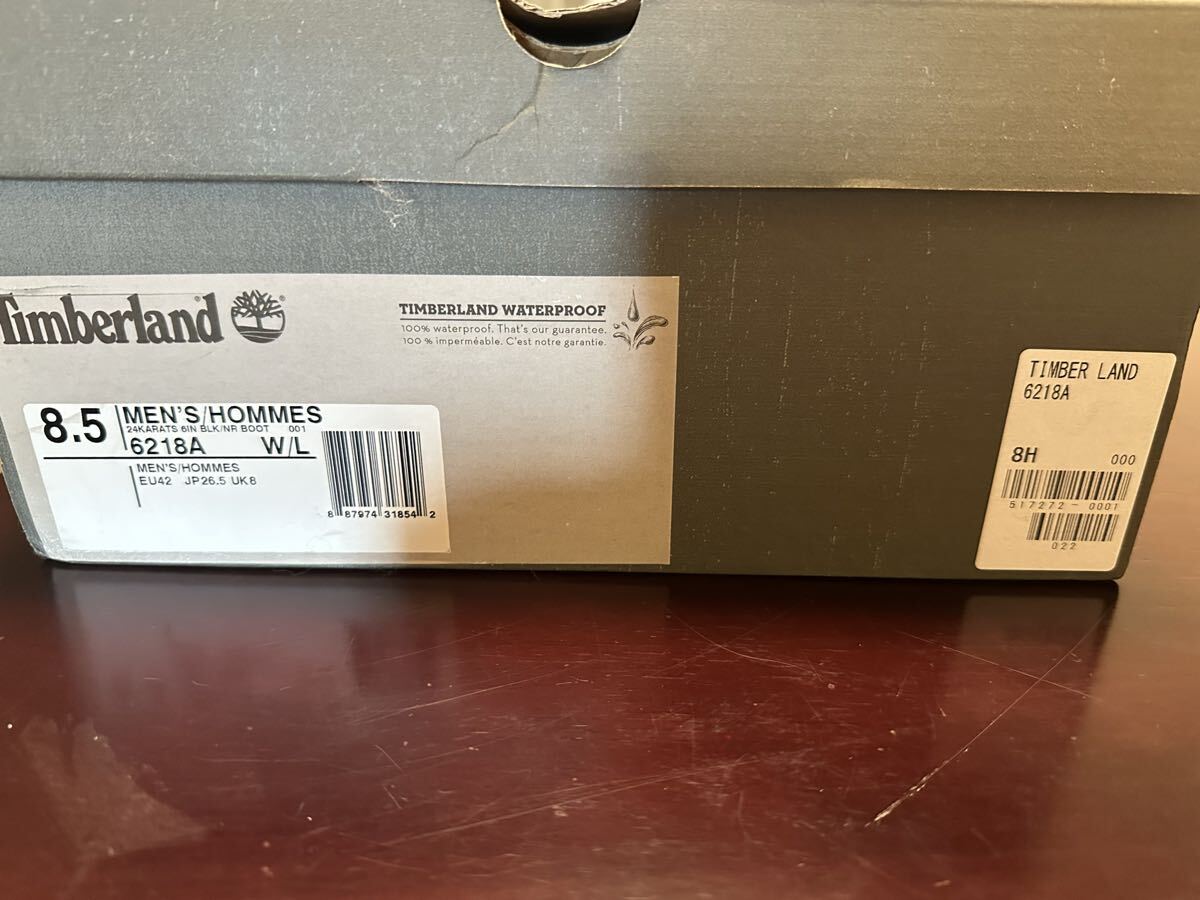 Timberland®
TIMBERLAND WATERPROOF
100% waterproof. That's our guarantee.
100 % imperméable. C'est notre garantie.
8.5
MEN'S/HOMMES
24KARATS 6IN BLK/NR BOOT 001
6218A W/L
MEN'S/HOMMES
EU42 JP26.5 UK8
8 87974 31854 2
TIMBER LAND
6218A
8H 000
517272-0001
022